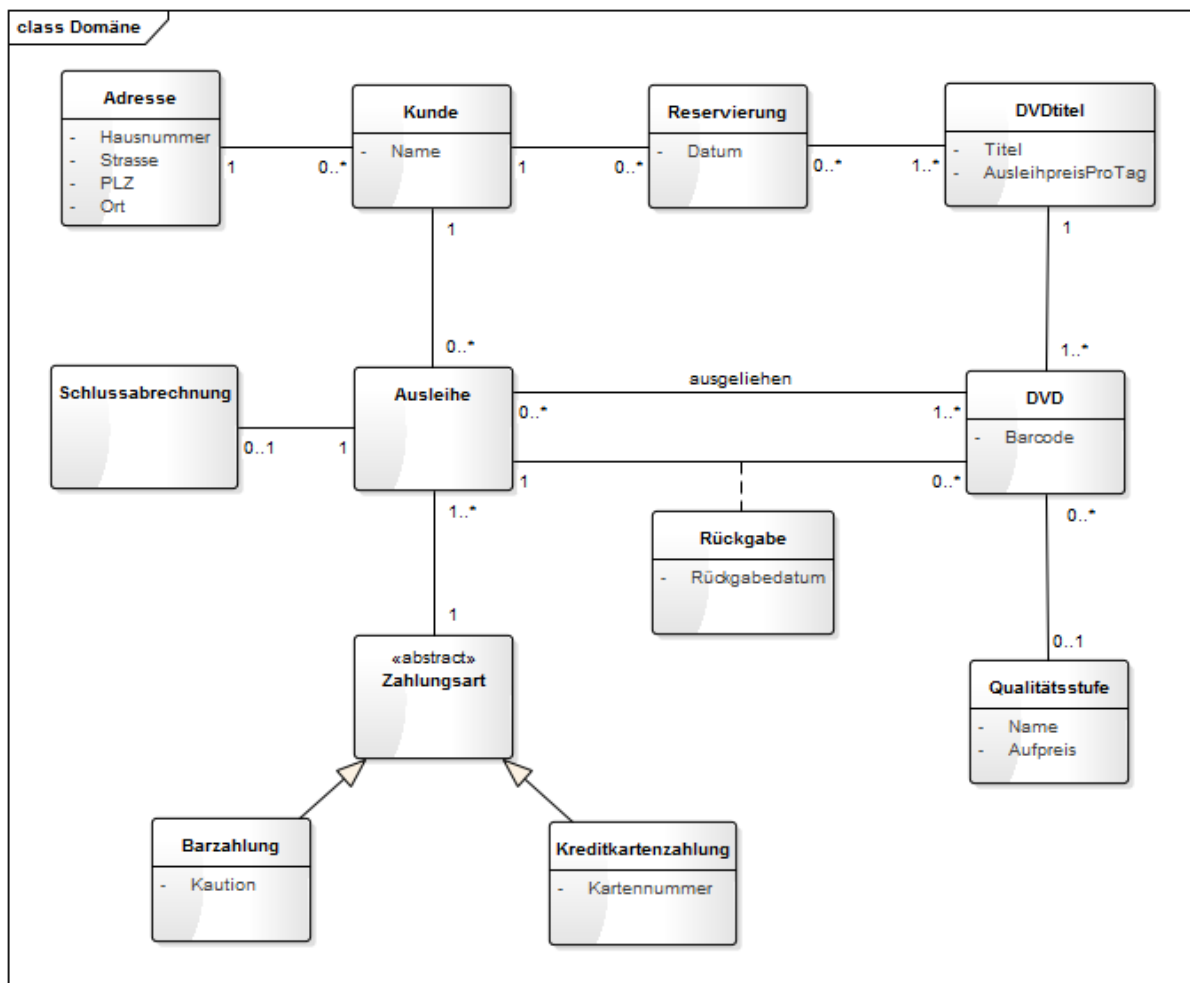 class Domäne
Adresse
- Hausnummer
- Strasse
- PLZ
- Ort
1
0..*
Kunde
- Name
1
0..*
Reservierung
- Datum
0..*
1..*
DVDtitel
- Titel
- AusleihpreisProTag
1
1
0..*
1..*
Schlussabrechnung
0..1
1
Ausleihe
ausgeliehen
0..*
1..*
1
0..*
DVD
- Barcode
1..*
Rückgabe
- Rückgabedatum
0..*
1
0..1
«abstract»
Zahlungsart
Qualitätsstufe
- Name
- Aufpreis
Barzahlung
- Kaution
Kreditkartenzahlung
- Kartennummer